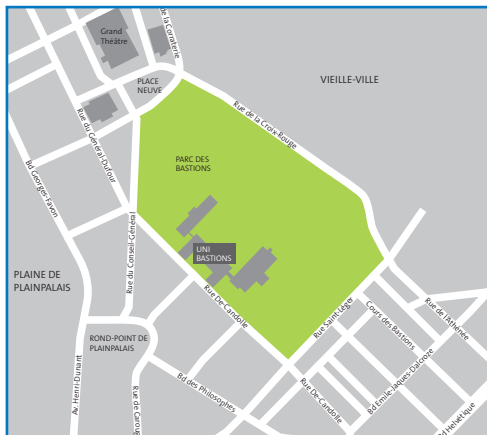 Grand
Théâtre
de la Corraterie
PLACE
NEUVE
VIEILLE-VILLE
Rue de la Croix-Rouge
Rue du Général-Dufour
Bd Georges-Favon
PARC DES
BASTIONS
Rue du Conseil-Général
UNI
BASTIONS
PLAINE DE
PLAINPALAIS
Rue De-Candolle
Rue Saint-Léger
Cours des Bastions
Rue de l'Athénée
ROND-POINT DE
PLAINPALAIS
Av. Henri-Dunant
Rue de Caroug
Bd des Philosophes
Rue De-Candolle
Bd Emile-Jaques-Dalcroze
Bd Helvétique